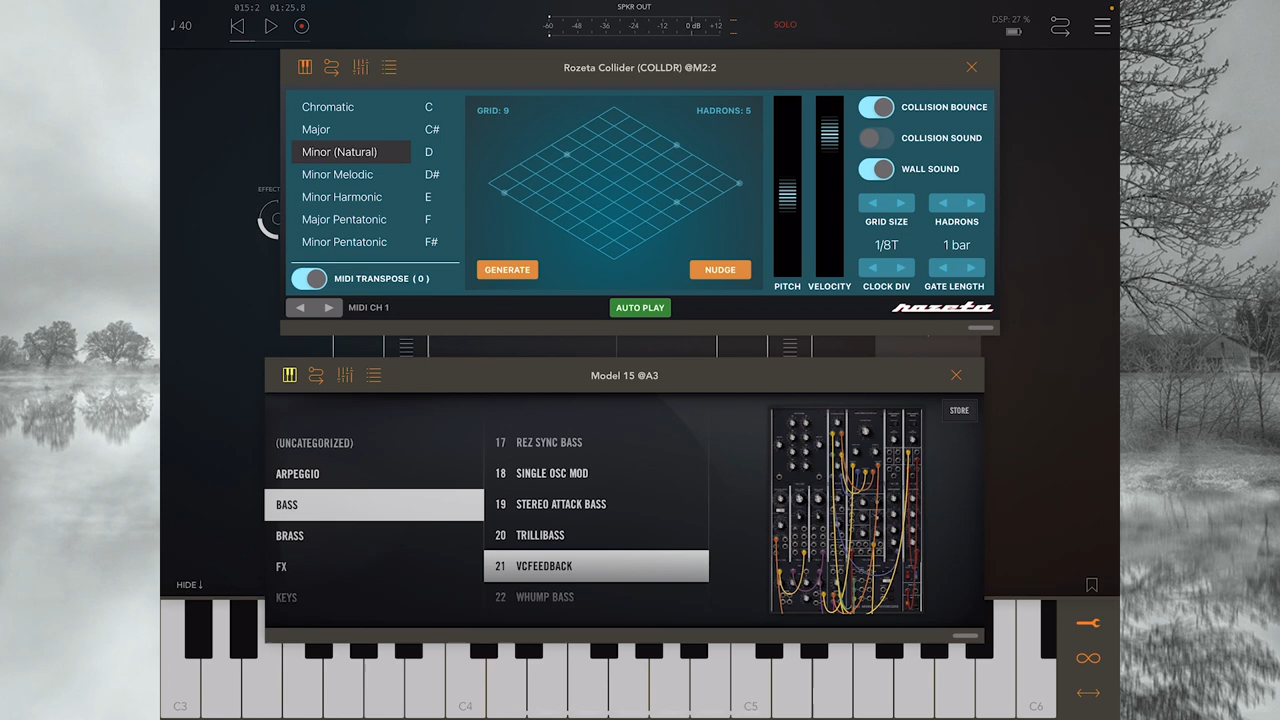 015:2 01:25.8
♩40
SPKR OUT
-60 -48 -36 -24 -12 0 dB +12
SOLO
DSP: 27 %
Rozeta Collider (COLLDR) @M2:2
EFFECT
Chromatic C
Major C#
Minor (Natural) D
Minor Melodic D#
Minor Harmonic E
Major Pentatonic F
Minor Pentatonic F#
MIDI TRANSPOSE ( 0 )
GRID: 9
HADRONS: 5
GENERATE
NUDGE
PITCH
VELOCITY
COLLISION BOUNCE
COLLISION SOUND
WALL SOUND
GRID SIZE
HADRONS
1/8T
1 bar
CLOCK DIV
GATE LENGTH
MIDI CH 1
AUTO PLAY
rozeta
Model 15 @A3
STORE
(UNCATEGORIZED)
ARPEGGIO
BASS
BRASS
FX
KEYS
17 REZ SYNC BASS
18 SINGLE OSC MOD
19 STEREO ATTACK BASS
20 TRILLIBASS
21 VCFEEDBACK
22 WHUMP BASS
HIDE↓
C3
C4
C5
C6